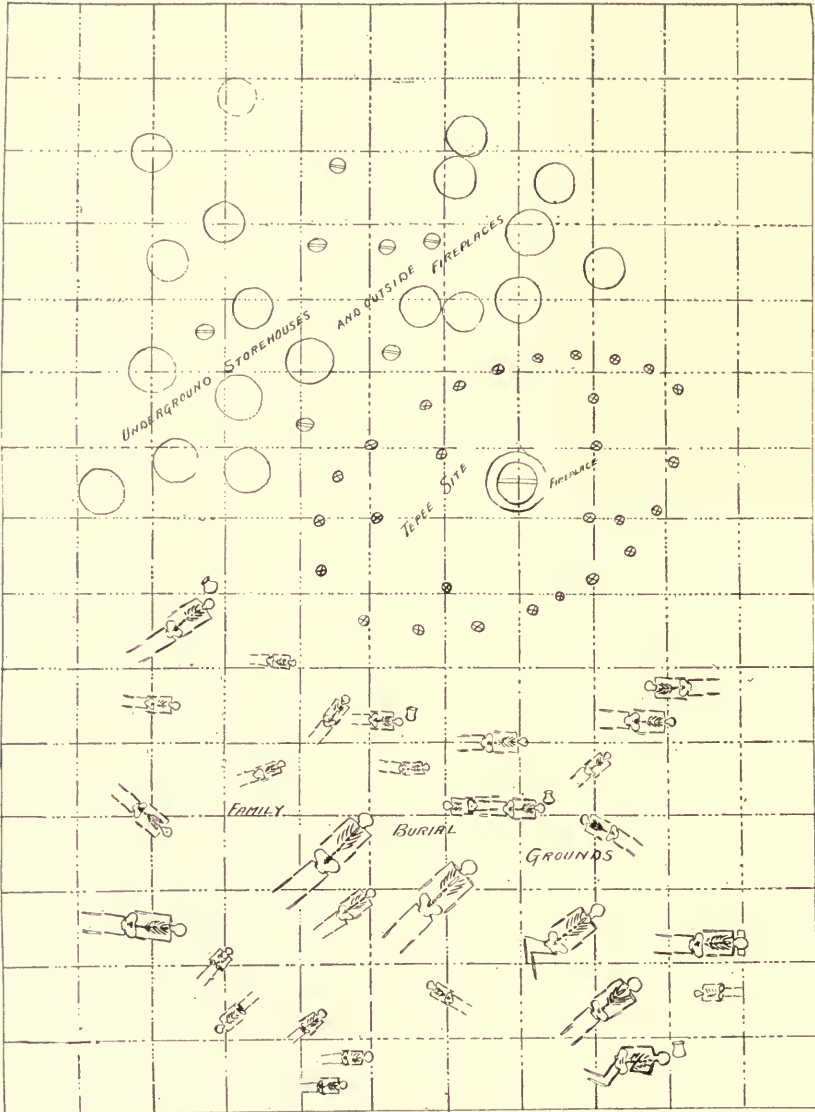 UNDERGROUND STOREHOUSES AND OUTSIDE FIREPLACES
TEPEE SITE
FIREPLACE
FAMILY BURIAL GROUNDS